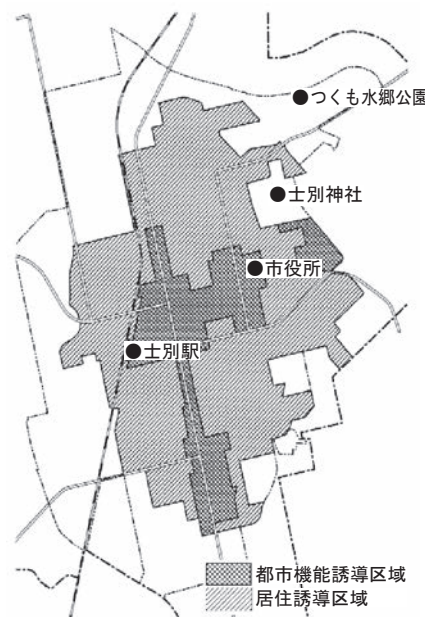 ●つくも水郷公園
●士別神社
●市役所
●士別駅
都市機能誘導区域
居住誘導区域